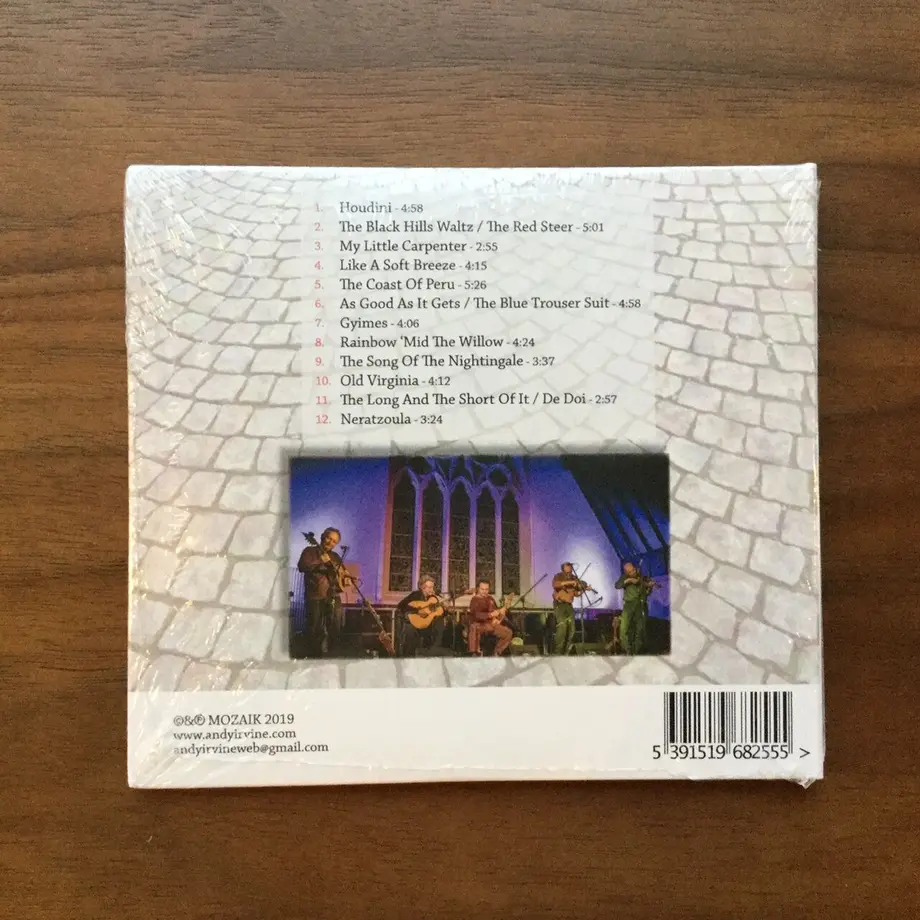 1. Houdini - 4:58
2. The Black Hills Waltz / The Red Steer - 5:01
3. My Little Carpenter - 2:55
4. Like A Soft Breeze - 4:15
5. The Coast Of Peru - 5:26
6. As Good As It Gets / The Blue Trouser Suit - 4:58
7. Gyimes - 4:06
8. Rainbow ‘Mid The Willow - 4:24
9. The Song Of The Nightingale - 3:37
10. Old Virginia - 4:12
11. The Long And The Short Of It / De Doi - 2:57
12. Neratzoula - 3:24
©&℗ MOZAIK 2019
www.andyirvine.com
andyirvineweb@gmail.com
5 391519 682555 >